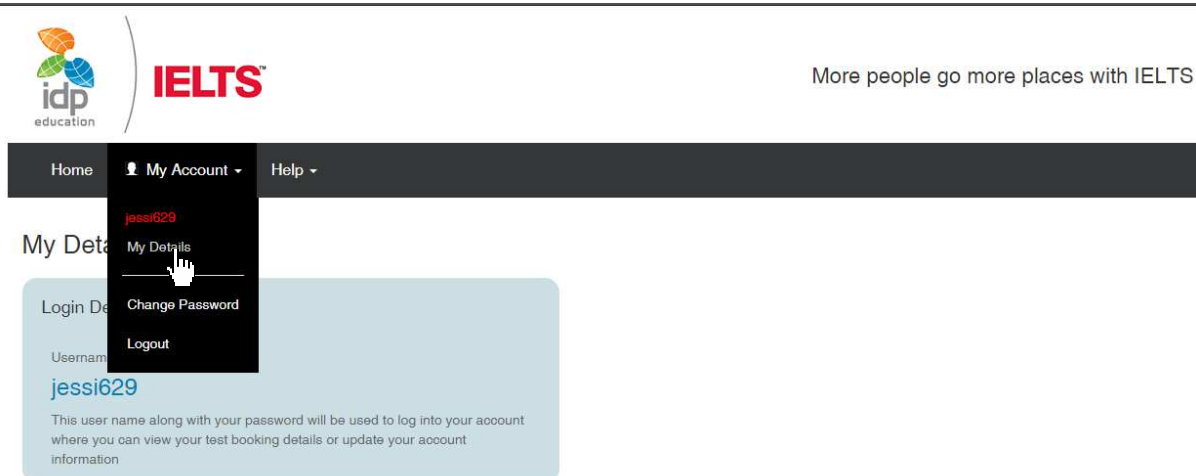 idp
education
IELTS™
More people go more places with IELTS
Home
My Account
Help
jessi629
My Details
Change Password
Logout
My Deta
Login De
Usernam
jessi629
This user name along with your password will be used to log into your account
where you can view your test booking details or update your account
information